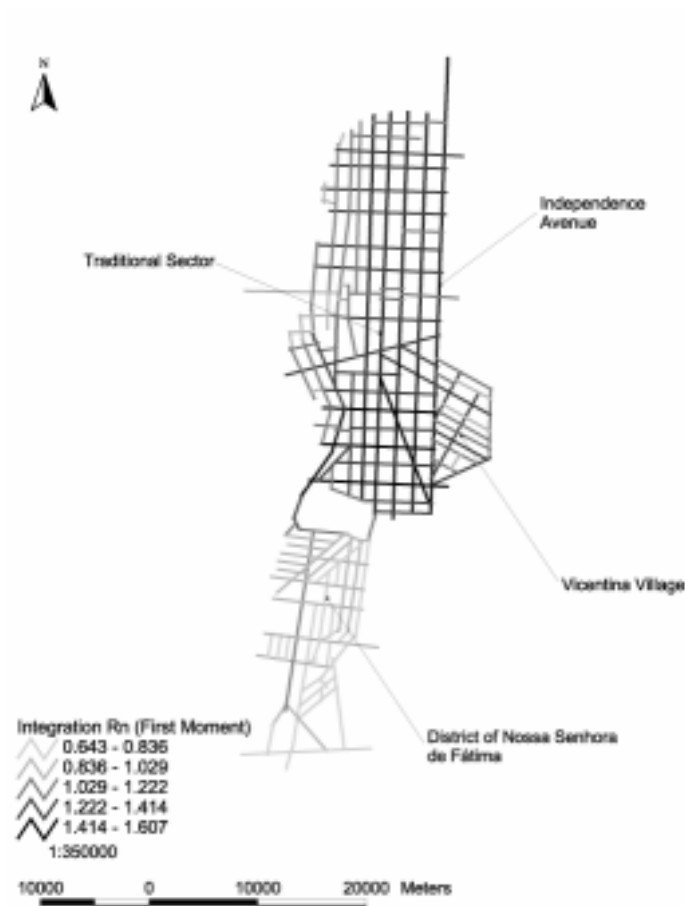 N
Independence
Avenue
Traditional Sector
Vicentina Village
District of Nossa Senhora
de Fátima
Integration Rn (First Moment)
0.643 - 0.836
0.836 - 1.029
1.029 - 1.222
1.222 - 1.414
1.414 - 1.607
1:350000
10000 0 10000 20000 Meters